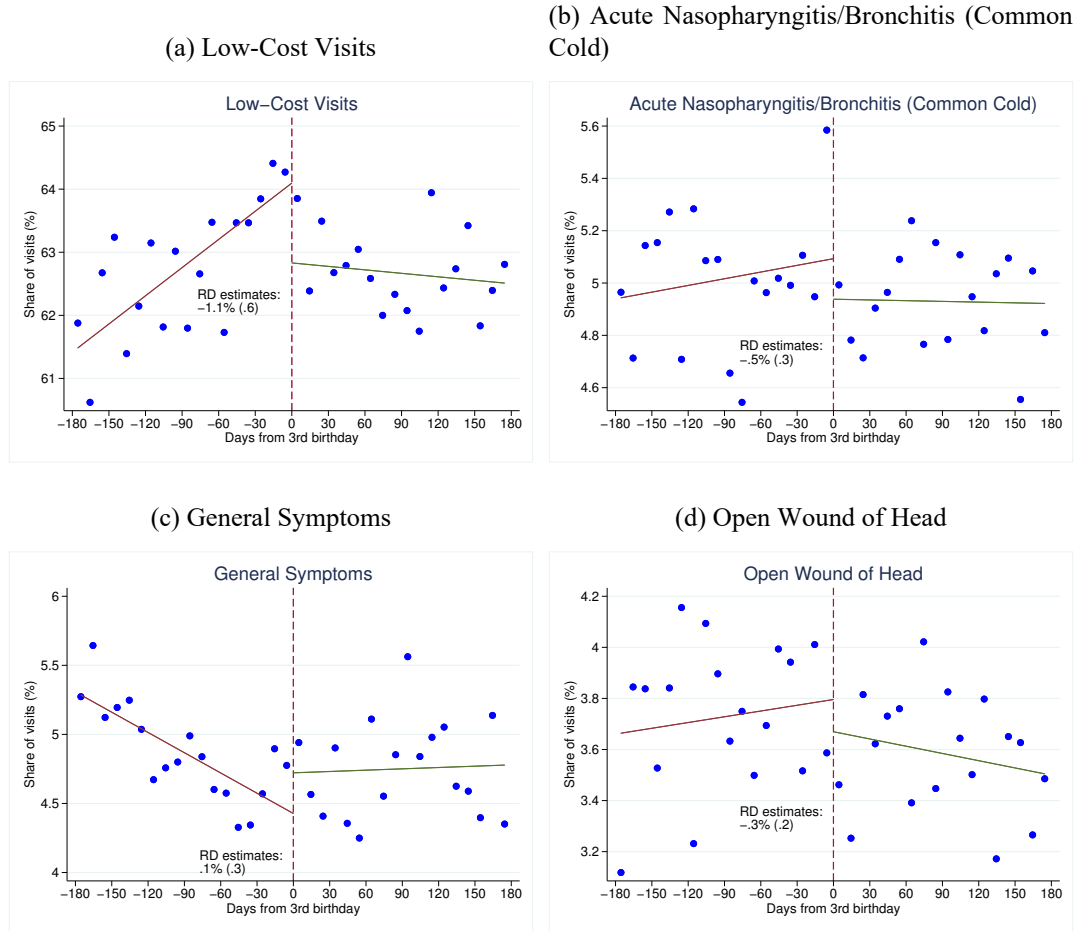 (a) Low-Cost Visits
(b) Acute Nasopharyngitis/Bronchitis (Common
Cold)
Low−Cost Visits
65
64
63
62
61
Share of visits (%)
RD estimates:
−1.1% (.6)
−180 −150 −120 −90 −60 −30 0 30 60 90 120 150 180
Days from 3rd birthday
Acute Nasopharyngitis/Bronchitis (Common Cold)
5.6
5.4
5.2
5
4.8
4.6
Share of visits (%)
RD estimates:
−.5% (.3)
−180 −150 −120 −90 −60 −30 0 30 60 90 120 150 180
Days from 3rd birthday
(c) General Symptoms
(d) Open Wound of Head
General Symptoms
6
5.5
5
4.5
4
Share of visits (%)
RD estimates:
.1% (.3)
−180 −150 −120 −90 −60 −30 0 30 60 90 120 150 180
Days from 3rd birthday
Open Wound of Head
4.2
4
3.8
3.6
3.4
3.2
Share of visits (%)
RD estimates:
−.3% (.2)
−180 −150 −120 −90 −60 −30 0 30 60 90 120 150 180
Days from 3rd birthday